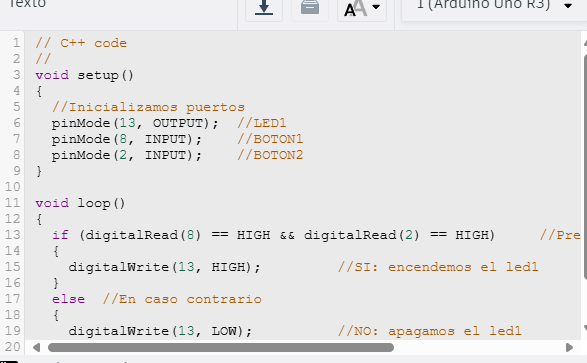 Texto
1 (Arduino Uno R3)
1 // C++ code
2 //
3 void setup()
4 {
5 //Inicializamos puertos
6 pinMode(13, OUTPUT); //LED1
7 pinMode(8, INPUT); //BOTON1
8 pinMode(2, INPUT); //BOTON2
9 }
10
11 void loop()
12 {
13 if (digitalRead(8) == HIGH && digitalRead(2) == HIGH) //Pre
14 {
15 digitalWrite(13, HIGH); //SI: encendemos el led1
16 }
17 else //En caso contrario
18 {
19 digitalWrite(13, LOW); //NO: apagamos el led1
20